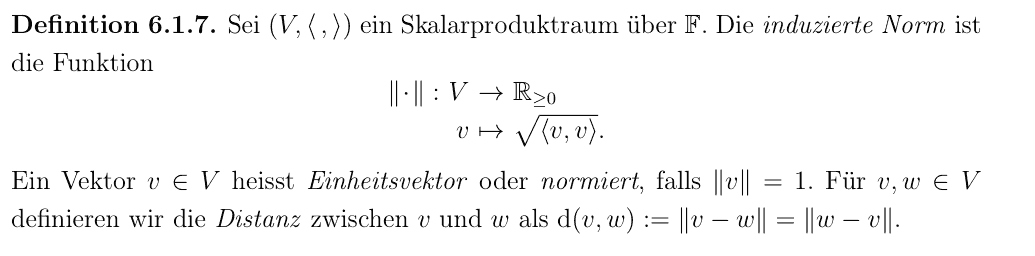 Definition 6.1.7. Sei (V, ⟨ , ⟩) ein Skalarproduktraum über 𝔽. Die induzierte Norm ist
die Funktion
‖·‖ : V → ℝ≥0
v ↦ √⟨v, v⟩.
Ein Vektor v ∈ V heisst Einheitsvektor oder normiert, falls ‖v‖ = 1. Für v, w ∈ V
definieren wir die Distanz zwischen v und w als d(v, w) := ‖v − w‖ = ‖w − v‖.